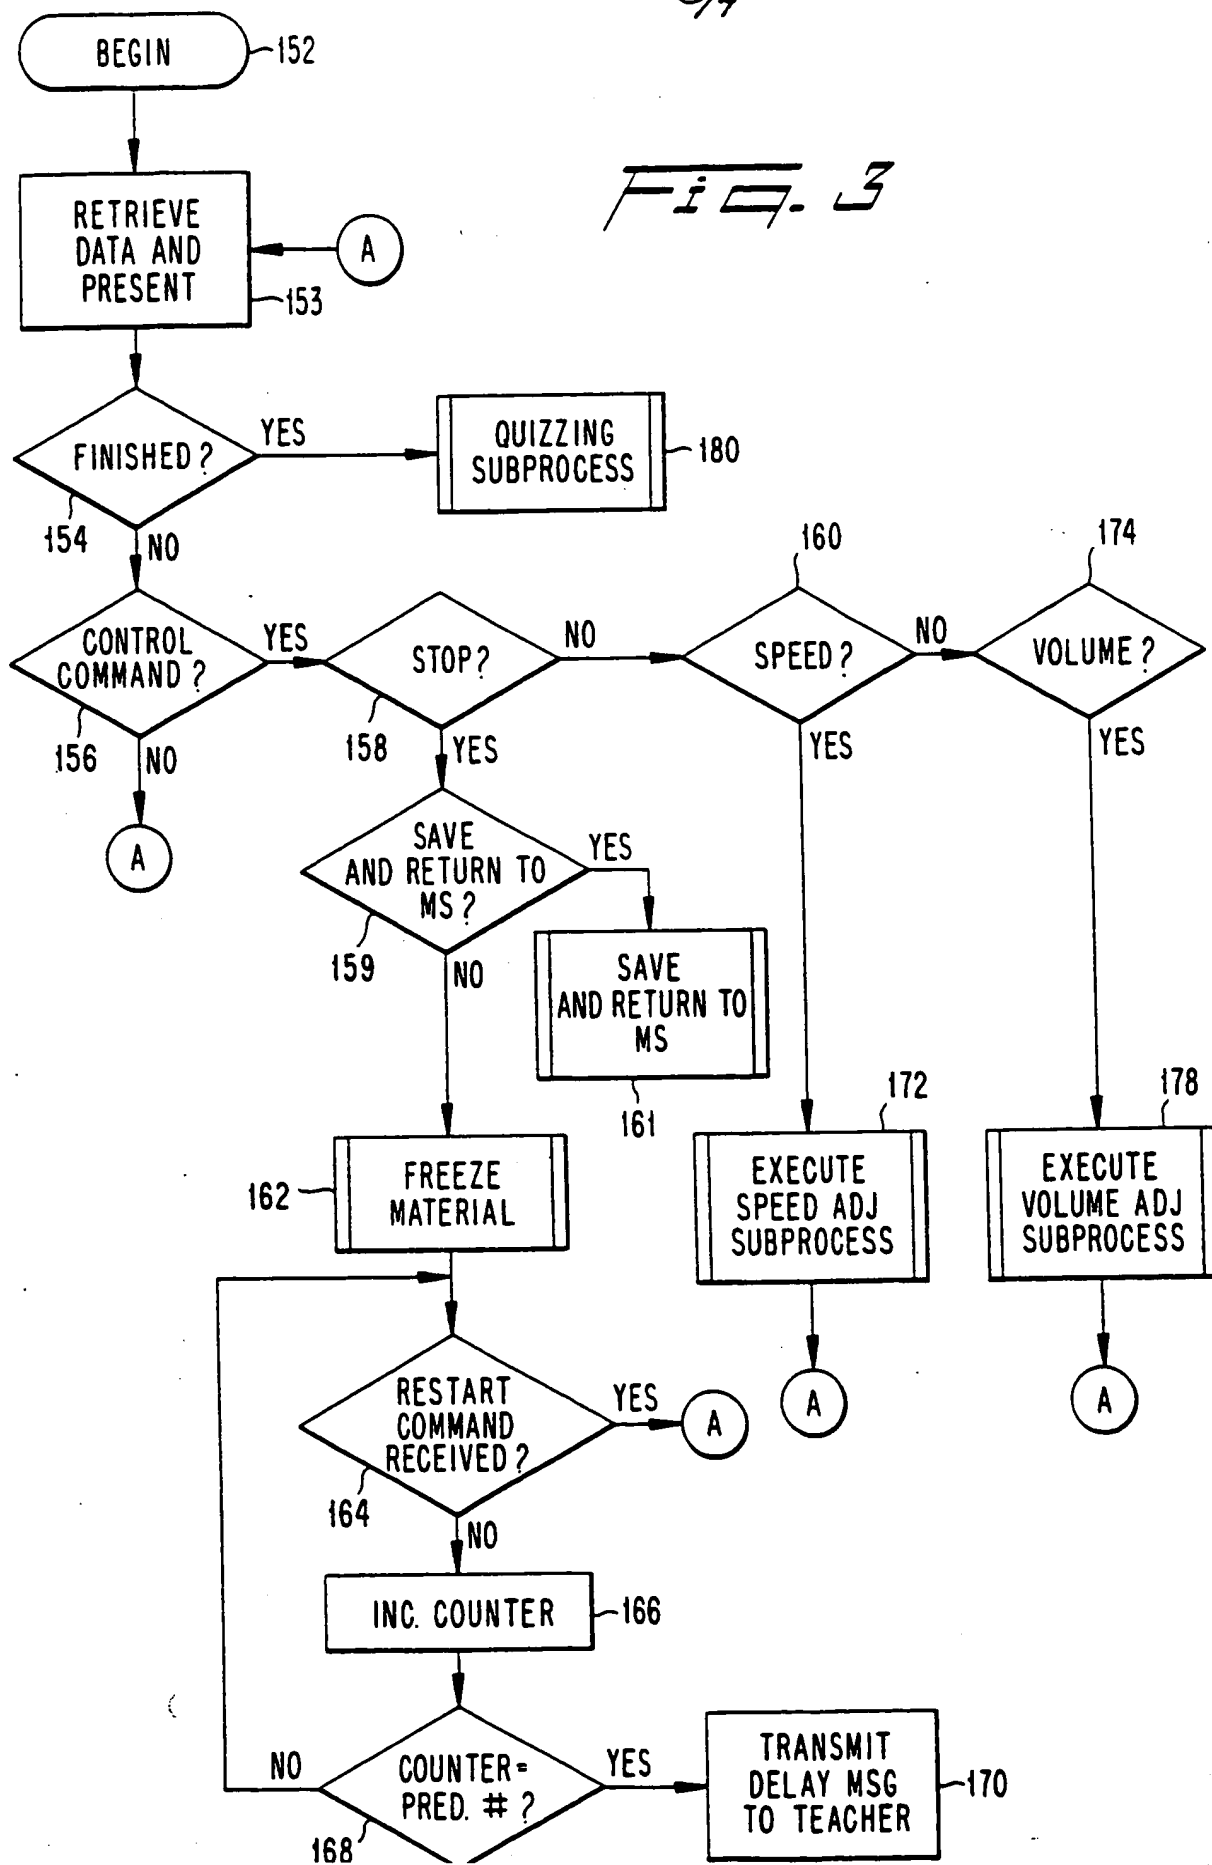 BEGIN
152
Fig. 3
RETRIEVE
DATA AND
PRESENT
A
153
FINISHED?
YES
QUIZZING
SUBPROCESS
180
154
NO
160
174
CONTROL
COMMAND?
YES
STOP?
NO
SPEED?
NO
VOLUME?
156
NO
158
YES
YES
YES
A
SAVE
AND RETURN TO
MS?
YES
159
NO
SAVE
AND RETURN TO
MS
161
172
178
162
FREEZE
MATERIAL
EXECUTE
SPEED ADJ
SUBPROCESS
EXECUTE
VOLUME ADJ
SUBPROCESS
RESTART
COMMAND
RECEIVED?
YES
A
A
A
164
NO
INC. COUNTER
166
NO
COUNTER=
PRED. # ?
YES
TRANSMIT
DELAY MSG
TO TEACHER
170
168